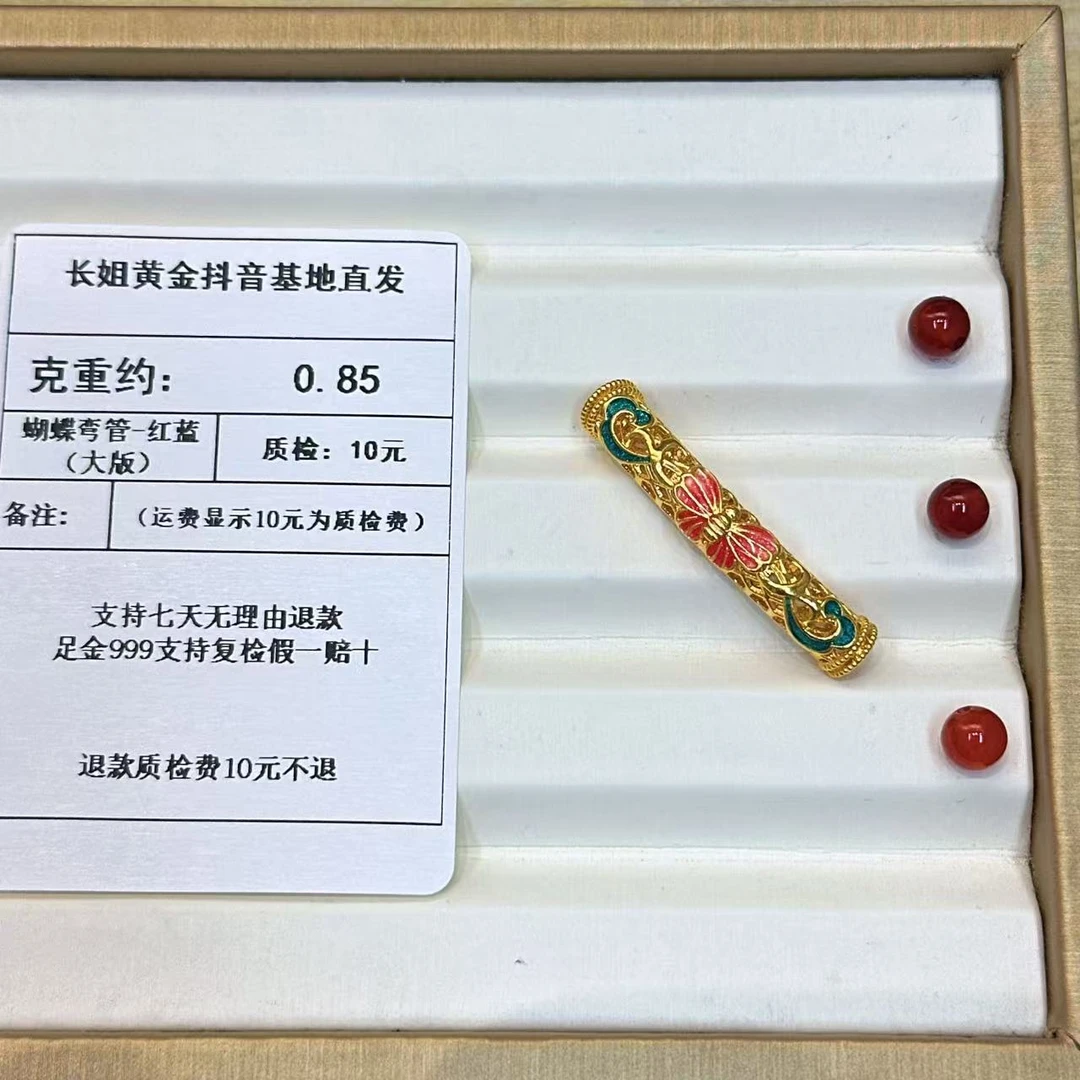 长姐黄金抖音基地直发
克重约: 0.85
蝴蝶弯管-红蓝
（大版）
质检: 10元
备注:
（运费显示10元为质检费）
支持七天无理由退款
足金999支持复检假一赔十
退款质检费10元不退